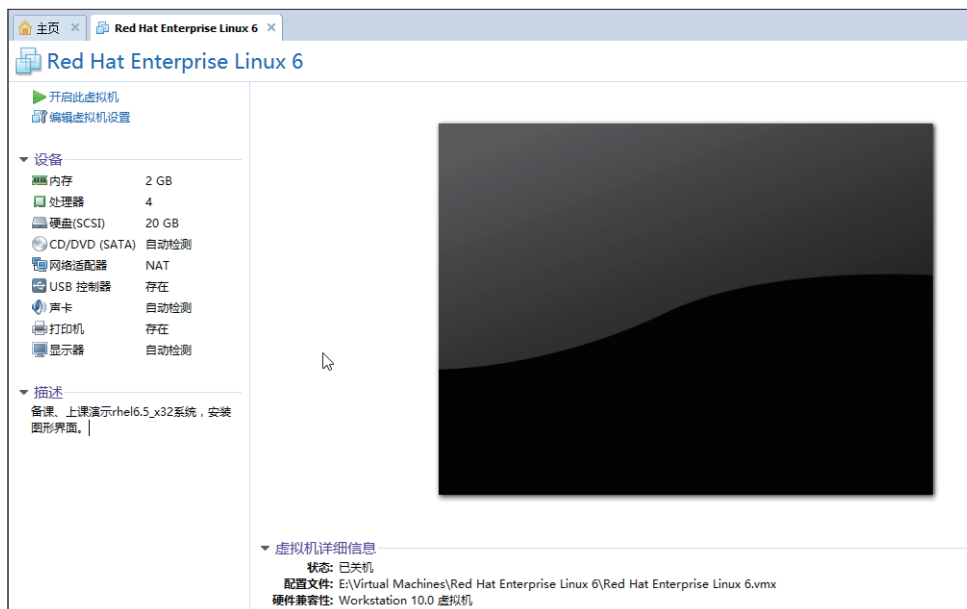 主页
Red Hat Enterprise Linux 6
Red Hat Enterprise Linux 6
开启此虚拟机
编辑虚拟机设置
设备
内存 2 GB
处理器 4
硬盘(SCSI) 20 GB
CD/DVD (SATA) 自动检测
网络适配器 NAT
USB 控制器 存在
声卡 自动检测
打印机 存在
显示器 自动检测
描述
备课、上课演示rhel6.5_x32系统，安装
图形界面。
虚拟机详细信息
状态: 已关机
配置文件: E:\Virtual Machines\Red Hat Enterprise Linux 6\Red Hat Enterprise Linux 6.vmx
硬件兼容性: Workstation 10.0 虚拟机